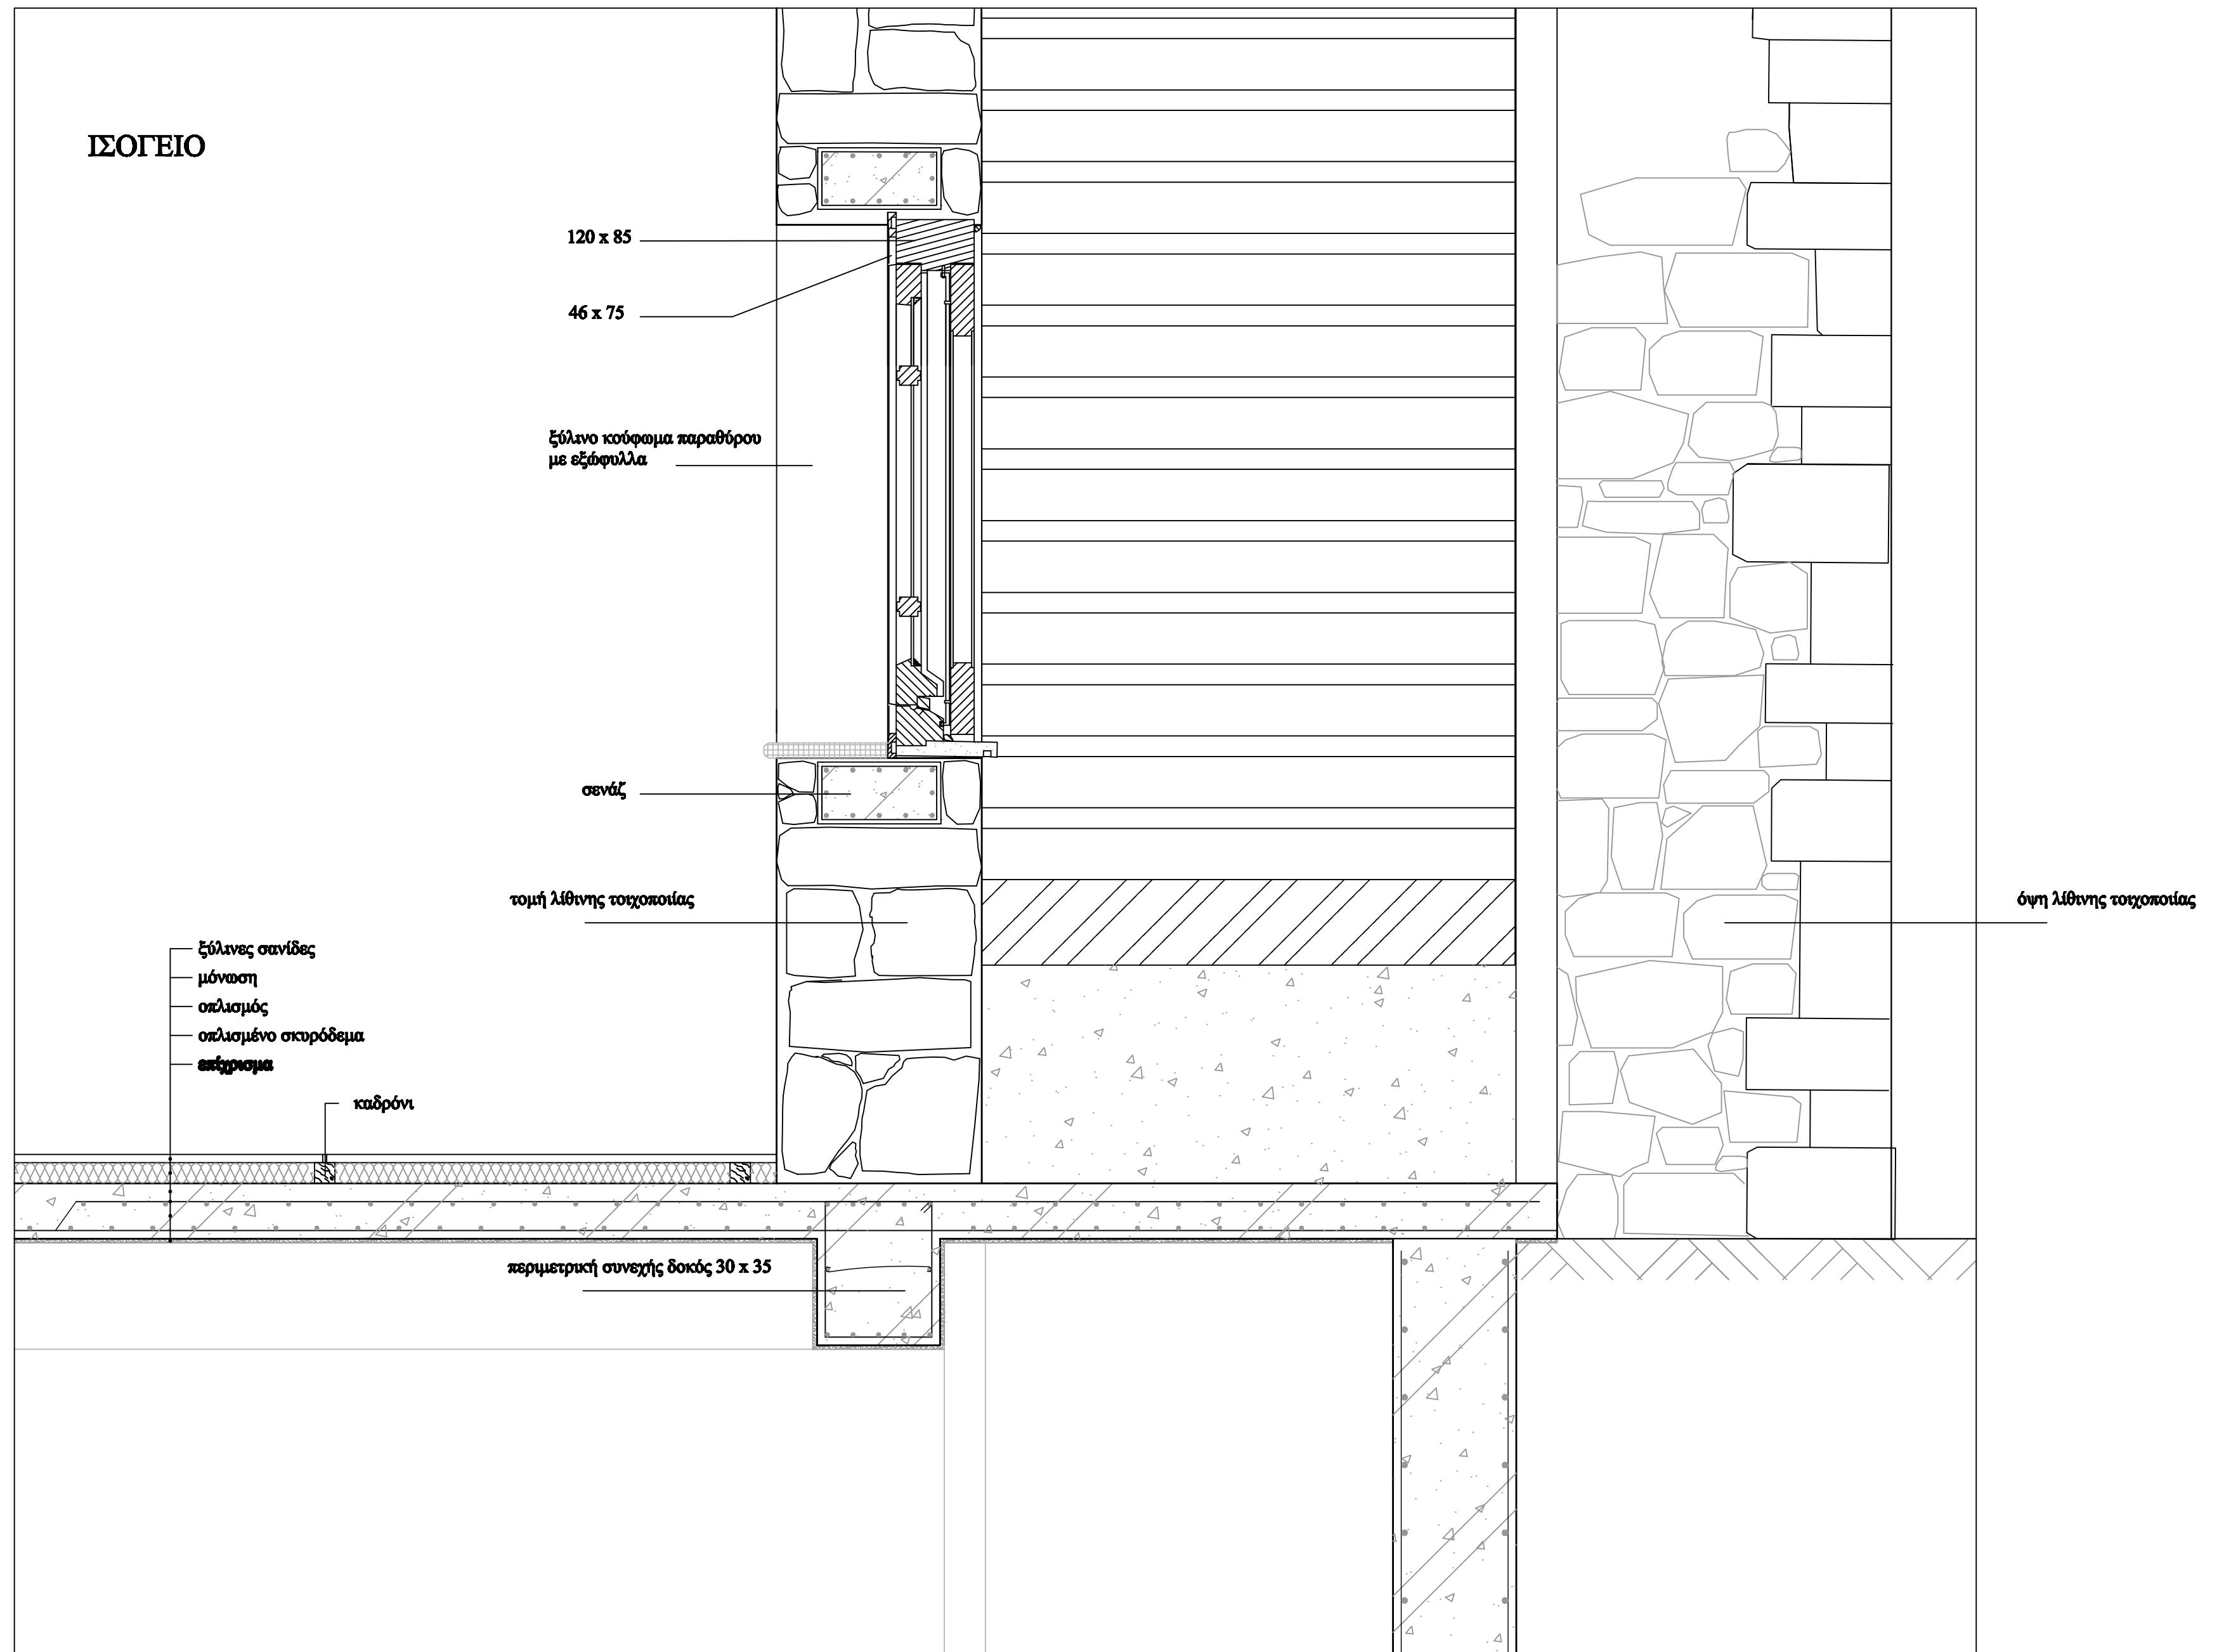 ΙΣΟΓΕΙΟ
120 x 85
46 x 75
ξύλινο κούφωμα παραθύρου
με εξώφυλλα
σενάζ
τομή λίθινης τοιχοποιίας
όψη λίθινης τοιχοποιίας
ξύλινες σανίδες
μόνωση
οπλισμός
οπλισμένο σκυρόδεμα
επίχρισμα
καδρόνι
περιμετρική συνεχής δοκός 30 x 35